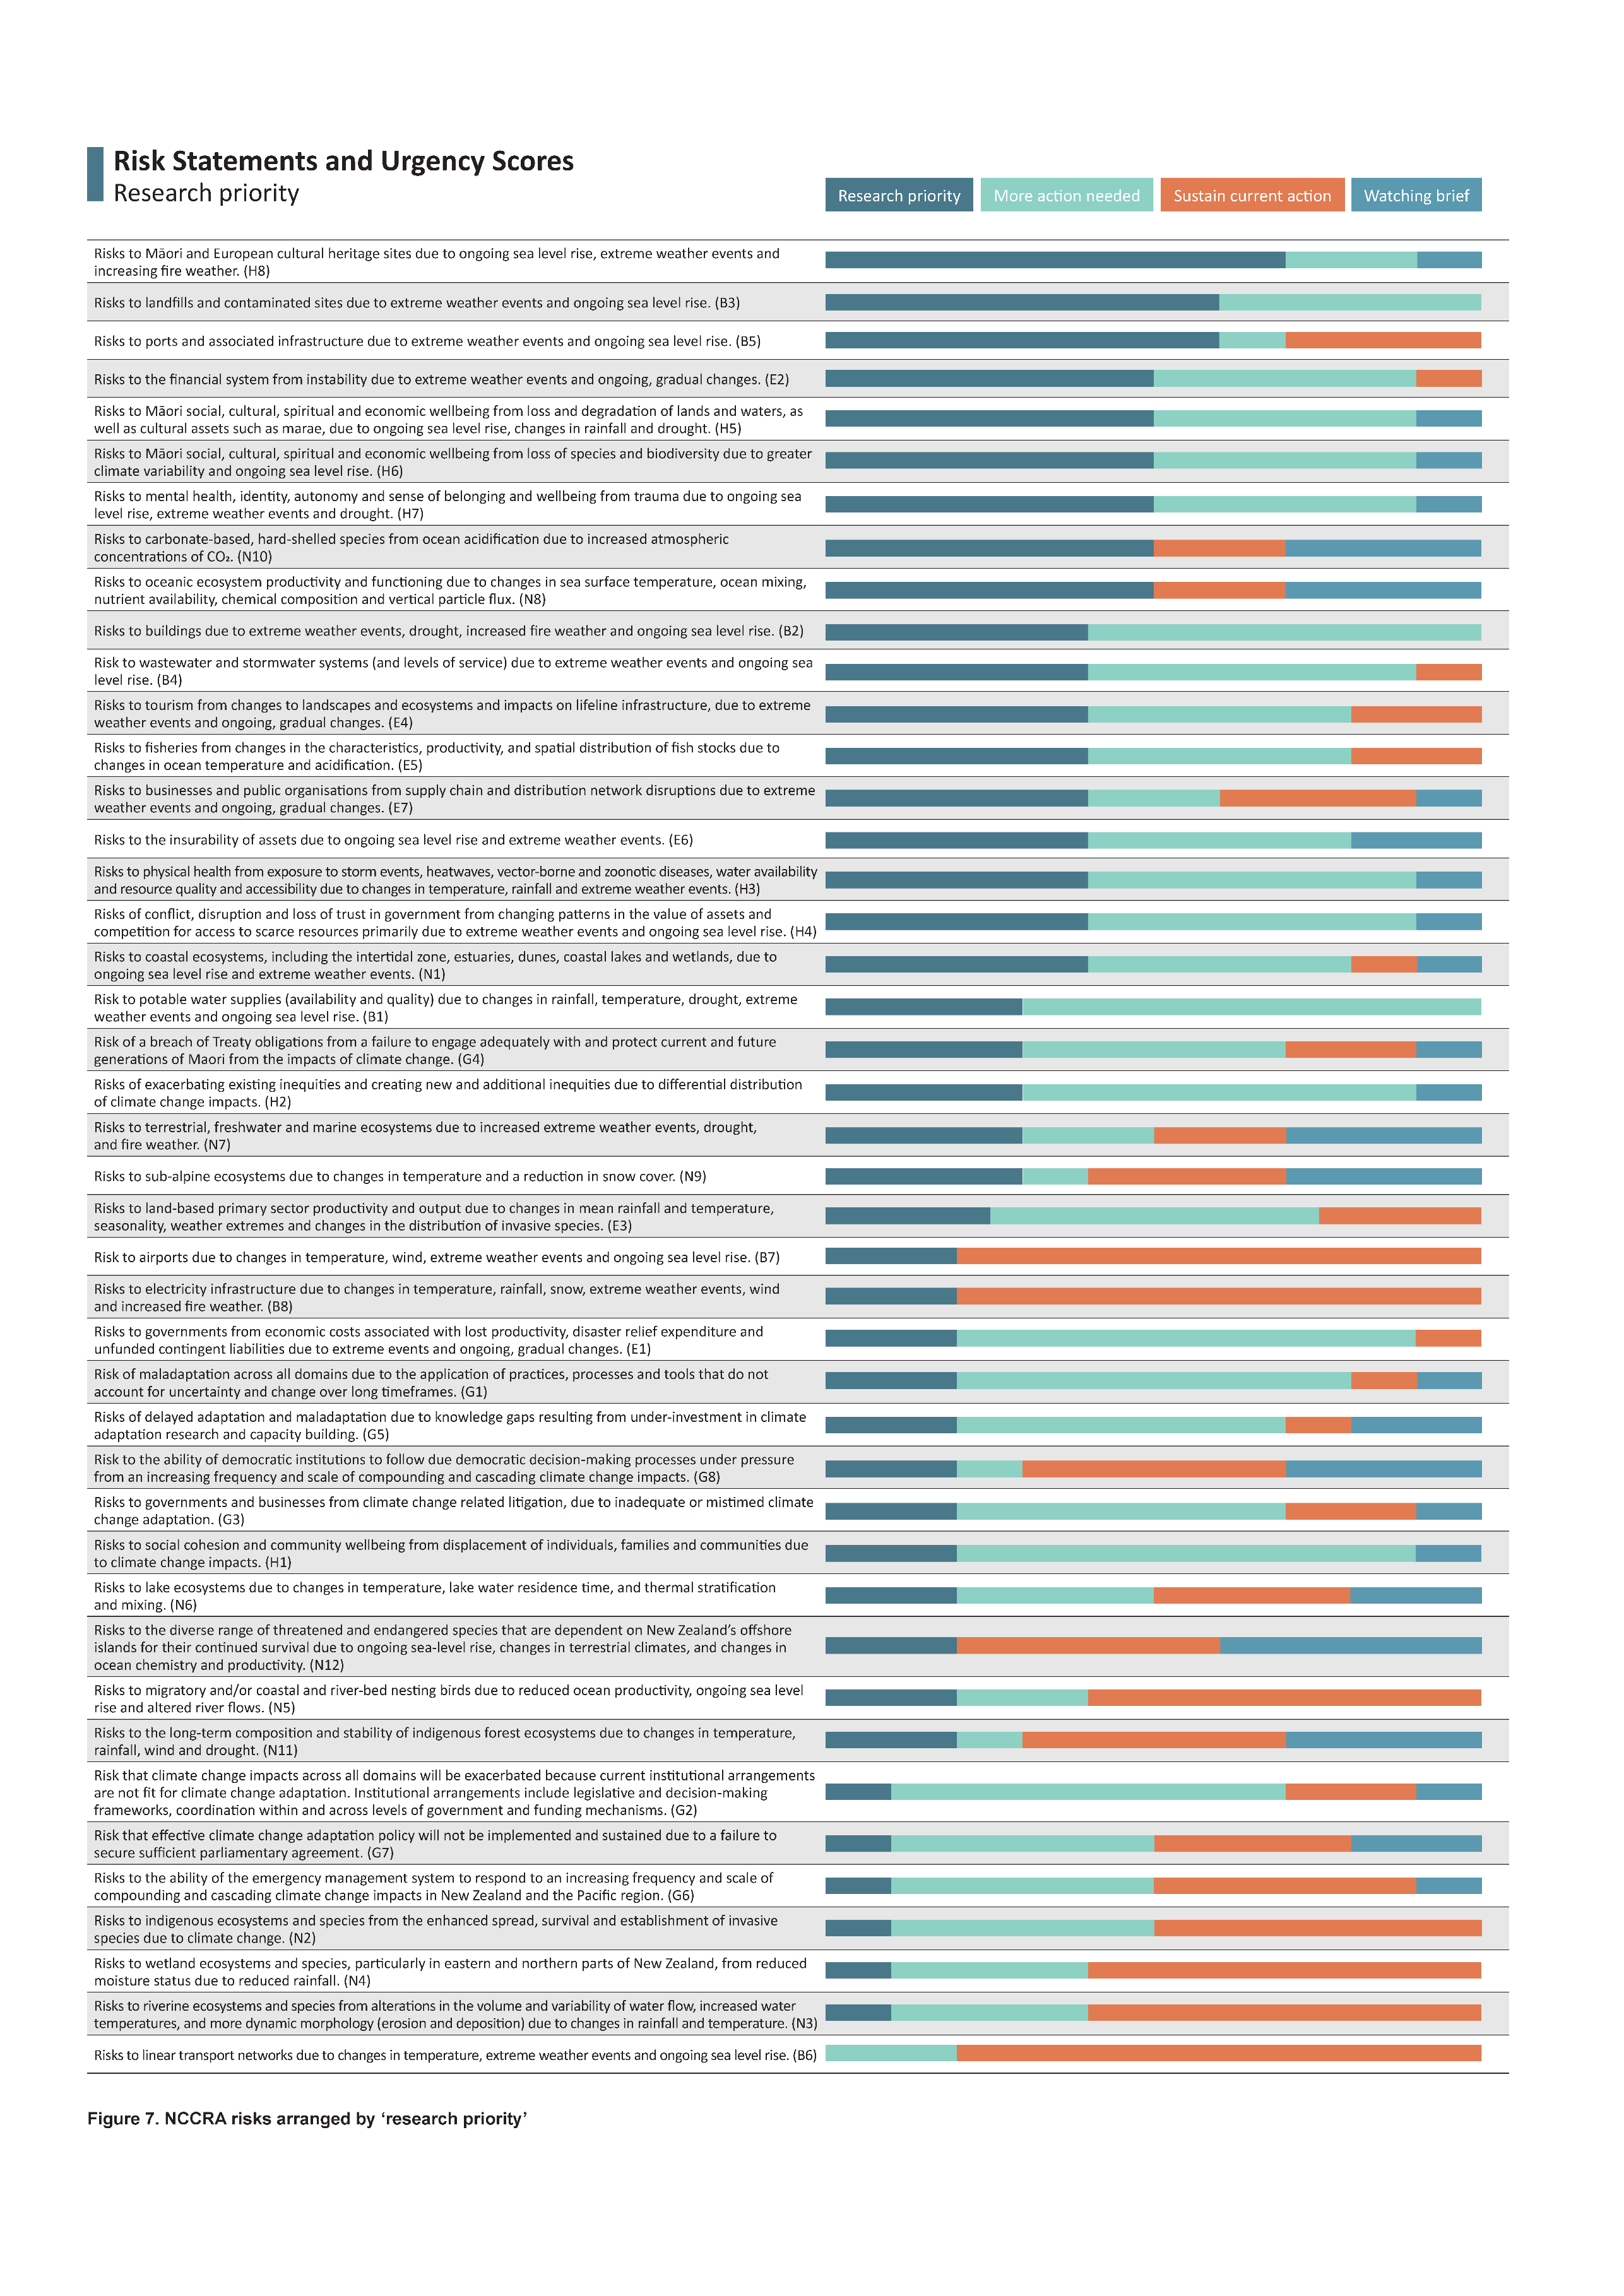 Risk Statements and Urgency Scores
Research priority
Research priority
More action needed
Sustain current action
Watching brief
Risks to Māori and European cultural heritage sites due to ongoing sea level rise, extreme weather events and
increasing fire weather. (H8)
Risks to landfills and contaminated sites due to extreme weather events and ongoing sea level rise. (B3)
Risks to ports and associated infrastructure due to extreme weather events and ongoing sea level rise. (B5)
Risks to the financial system from instability due to extreme weather events and ongoing, gradual changes. (E2)
Risks to Māori social, cultural, spiritual and economic wellbeing from loss and degradation of lands and waters, as
well as cultural assets such as marae, due to ongoing sea level rise, changes in rainfall and drought. (H5)
Risks to Māori social, cultural, spiritual and economic wellbeing from loss of species and biodiversity due to greater
climate variability and ongoing sea level rise. (H6)
Risks to mental health, identity, autonomy and sense of belonging and wellbeing from trauma due to ongoing sea
level rise, extreme weather events and drought. (H7)
Risks to carbonate-based, hard-shelled species from ocean acidification due to increased atmospheric
concentrations of CO₂. (N10)
Risks to oceanic ecosystem productivity and functioning due to changes in sea surface temperature, ocean mixing,
nutrient availability, chemical composition and vertical particle flux. (N8)
Risks to buildings due to extreme weather events, drought, increased fire weather and ongoing sea level rise. (B2)
Risk to wastewater and stormwater systems (and levels of service) due to extreme weather events and ongoing sea
level rise. (B4)
Risks to tourism from changes to landscapes and ecosystems and impacts on lifeline infrastructure, due to extreme
weather events and ongoing, gradual changes. (E4)
Risks to fisheries from changes in the characteristics, productivity, and spatial distribution of fish stocks due to
changes in ocean temperature and acidification. (E5)
Risks to businesses and public organisations from supply chain and distribution network disruptions due to extreme
weather events and ongoing, gradual changes. (E7)
Risks to the insurability of assets due to ongoing sea level rise and extreme weather events. (E6)
Risks to physical health from exposure to storm events, heatwaves, vector-borne and zoonotic diseases, water availability
and resource quality and accessibility due to changes in temperature, rainfall and extreme weather events. (H3)
Risks of conflict, disruption and loss of trust in government from changing patterns in the value of assets and
competition for access to scarce resources primarily due to extreme weather events and ongoing sea level rise. (H4)
Risks to coastal ecosystems, including the intertidal zone, estuaries, dunes, coastal lakes and wetlands, due to
ongoing sea level rise and extreme weather events. (N1)
Risk to potable water supplies (availability and quality) due to changes in rainfall, temperature, drought, extreme
weather events and ongoing sea level rise. (B1)
Risk of a breach of Treaty obligations from a failure to engage adequately with and protect current and future
generations of Maori from the impacts of climate change. (G4)
Risks of exacerbating existing inequities and creating new and additional inequities due to differential distribution
of climate change impacts. (H2)
Risks to terrestrial, freshwater and marine ecosystems due to increased extreme weather events, drought,
and fire weather. (N7)
Risks to sub-alpine ecosystems due to changes in temperature and a reduction in snow cover. (N9)
Risks to land-based primary sector productivity and output due to changes in mean rainfall and temperature,
seasonality, weather extremes and changes in the distribution of invasive species. (E3)
Risk to airports due to changes in temperature, wind, extreme weather events and ongoing sea level rise. (B7)
Risks to electricity infrastructure due to changes in temperature, rainfall, snow, extreme weather events, wind
and increased fire weather. (B8)
Risks to governments from economic costs associated with lost productivity, disaster relief expenditure and
unfunded contingent liabilities due to extreme events and ongoing, gradual changes. (E1)
Risk of maladaptation across all domains due to the application of practices, processes and tools that do not
account for uncertainty and change over long timeframes. (G1)
Risks of delayed adaptation and maladaptation due to knowledge gaps resulting from under-investment in climate
adaptation research and capacity building. (G5)
Risk to the ability of democratic institutions to follow due democratic decision-making processes under pressure
from an increasing frequency and scale of compounding and cascading climate change impacts. (G8)
Risks to governments and businesses from climate change related litigation, due to inadequate or mistimed climate
change adaptation. (G3)
Risks to social cohesion and community wellbeing from displacement of individuals, families and communities due
to climate change impacts. (H1)
Risks to lake ecosystems due to changes in temperature, lake water residence time, and thermal stratification
and mixing. (N6)
Risks to the diverse range of threatened and endangered species that are dependent on New Zealand’s offshore
islands for their continued survival due to ongoing sea-level rise, changes in terrestrial climates, and changes in
ocean chemistry and productivity. (N12)
Risks to migratory and/or coastal and river-bed nesting birds due to reduced ocean productivity, ongoing sea level
rise and altered river flows. (N5)
Risks to the long-term composition and stability of indigenous forest ecosystems due to changes in temperature,
rainfall, wind and drought. (N11)
Risk that climate change impacts across all domains will be exacerbated because current institutional arrangements
are not fit for climate change adaptation. Institutional arrangements include legislative and decision-making
frameworks, coordination within and across levels of government and funding mechanisms. (G2)
Risk that effective climate change adaptation policy will not be implemented and sustained due to a failure to
secure sufficient parliamentary agreement. (G7)
Risks to the ability of the emergency management system to respond to an increasing frequency and scale of
compounding and cascading climate change impacts in New Zealand and the Pacific region. (G6)
Risks to indigenous ecosystems and species from the enhanced spread, survival and establishment of invasive
species due to climate change. (N2)
Risks to wetland ecosystems and species, particularly in eastern and northern parts of New Zealand, from reduced
moisture status due to reduced rainfall. (N4)
Risks to riverine ecosystems and species from alterations in the volume and variability of water flow, increased water
temperatures, and more dynamic morphology (erosion and deposition) due to changes in rainfall and temperature. (N3)
Risks to linear transport networks due to changes in temperature, extreme weather events and ongoing sea level rise. (B6)
Figure 7. NCCRA risks arranged by ‘research priority’